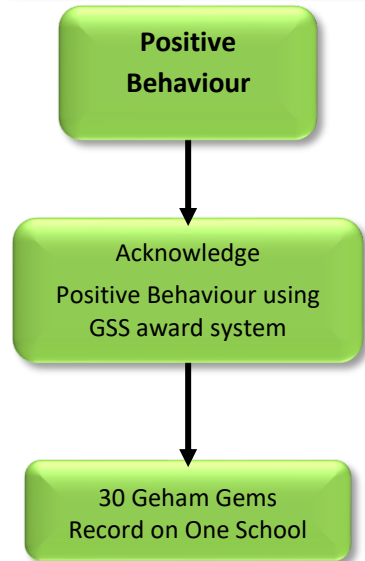 Positive
Behaviour
Acknowledge
Positive Behaviour using
GSS award system
30 Geham Gems
Record on One School